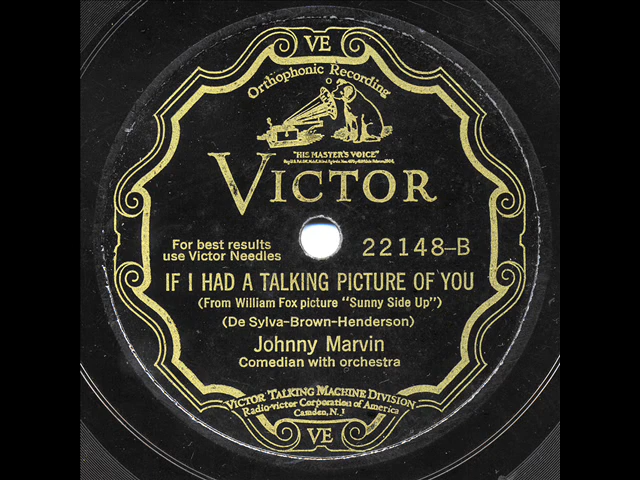 VE
Orthophonic Recording
"HIS MASTER'S VOICE"
VICTOR
For best results
use Victor Needles
22148-B
IF I HAD A TALKING PICTURE OF YOU
(From William Fox picture "Sunny Side Up")
(De Sylva-Brown-Henderson)
Johnny Marvin
Comedian with orchestra
VICTOR TALKING MACHINE DIVISION
Radio-Victor Corporation of America
Camden, N.J.
VE